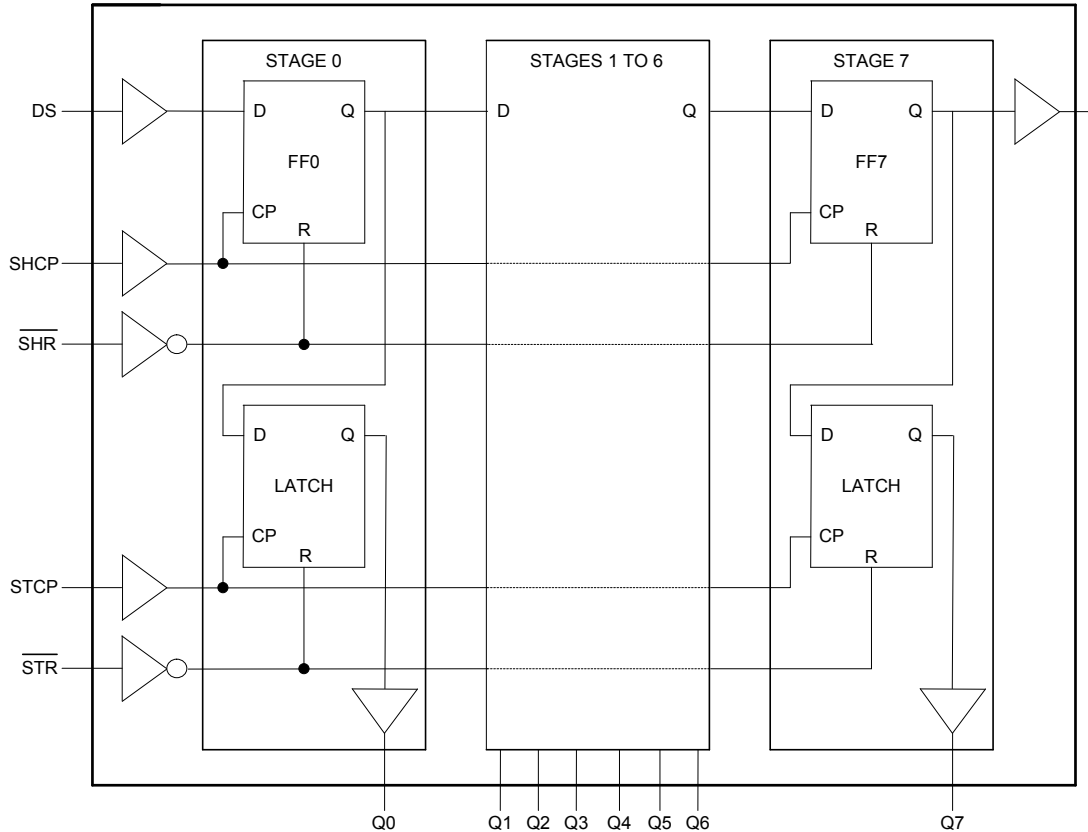 STAGE 0
STAGES 1 TO 6
STAGE 7
DS
D Q
D Q
D Q
FF0
FF7
CP
CP
R
R
SHCP
SHR
D Q
D Q
LATCH
LATCH
CP
CP
R
R
STCP
STR
Q0 Q1 Q2 Q3 Q4 Q5 Q6 Q7